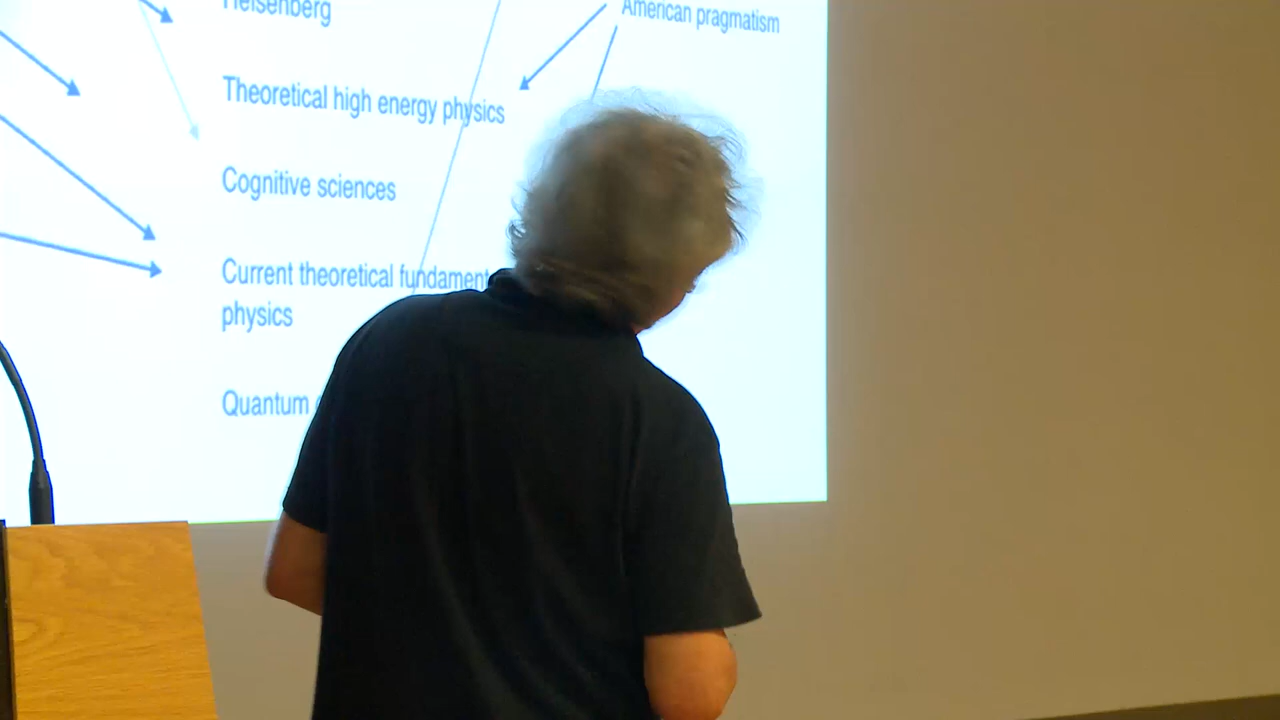 Heisenberg
American pragmatism
Theoretical high energy physics
Cognitive sciences
Current theoretical fundament
physics
Quantum